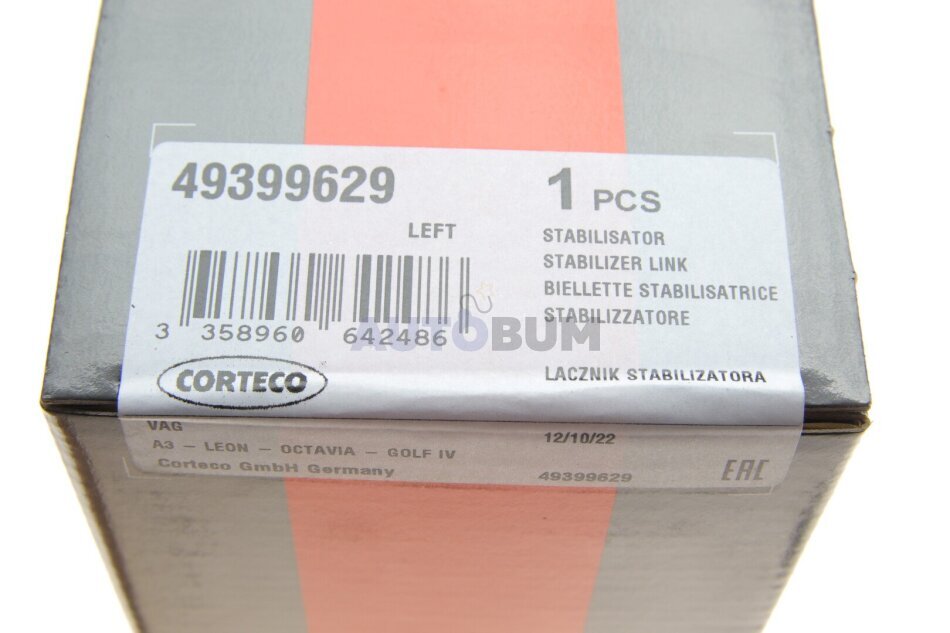 49399629
1 PCS
LEFT
STABILISATOR
STABILIZER LINK
BIELLETTE STABILISATRICE
STABILIZZATORE
3 358960 642486
AUTOBUM
CORTECO
LACZNIK STABILIZATORA
VAG
12/10/22
A3 – LEON – OCTAVIA – GOLF IV
Corteco GmbH Germany
49399629
EAC